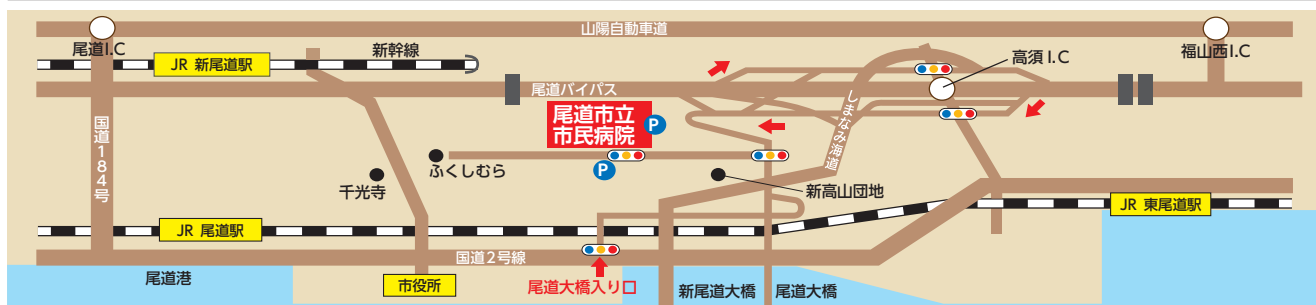 山陽自動車道
尾道I.C
新幹線
高須I.C
福山西I.C
JR 新尾道駅
尾道バイパス
しまなみ海道
尾道市立
市民病院
P
国道184号
ふくしむら
P
千光寺
新高山団地
JR 東尾道駅
JR 尾道駅
国道2号線
尾道港
市役所
尾道大橋入り口
新尾道大橋
尾道大橋